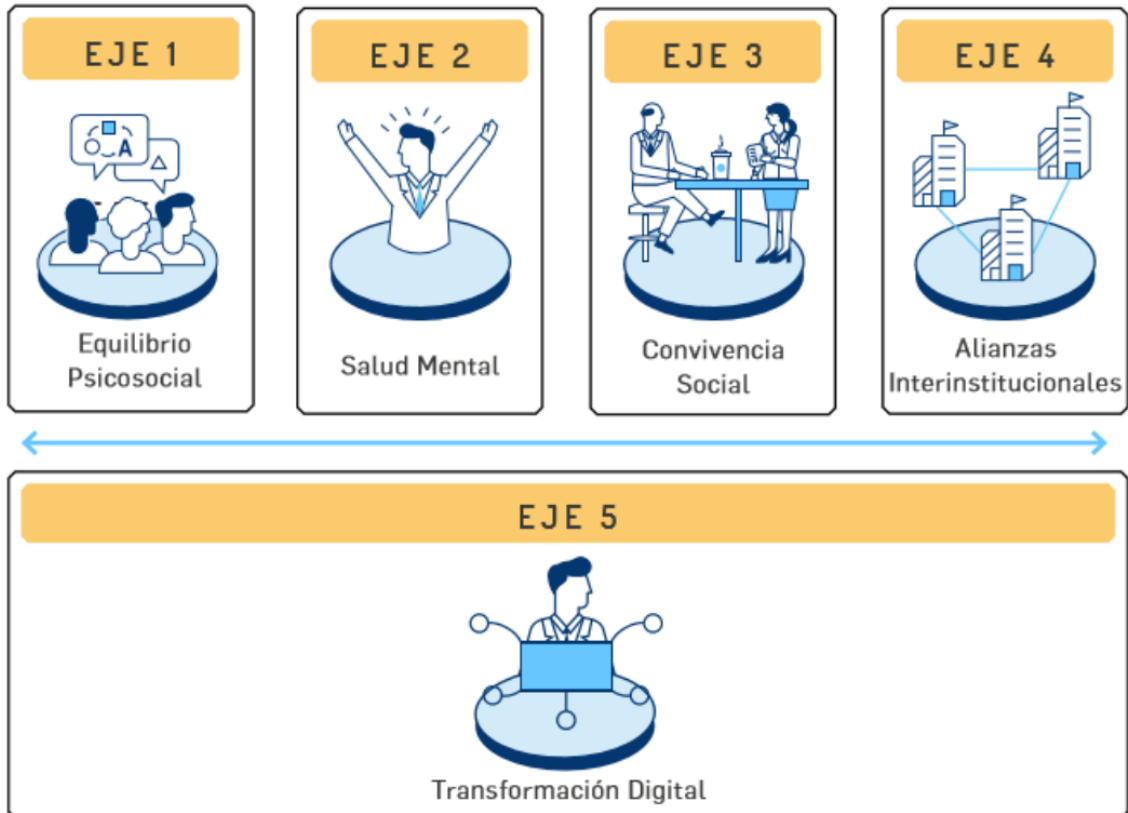 EJE 1
EJE 2
EJE 3
EJE 4
A
Equilibrio
Psicosocial
Salud Mental
Convivencia
Social
Alianzas
Interinstitucionales
EJE 5
Transformación Digital